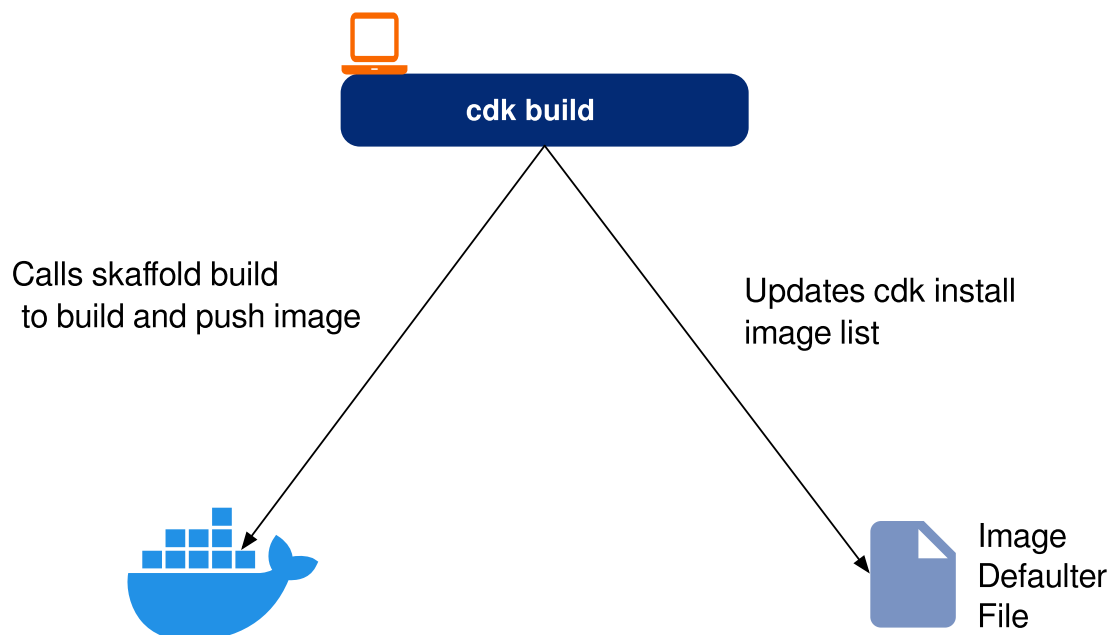 cdk build
Calls skaffold build
to build and push image
Updates cdk install
image list
Image
Defaulter
File